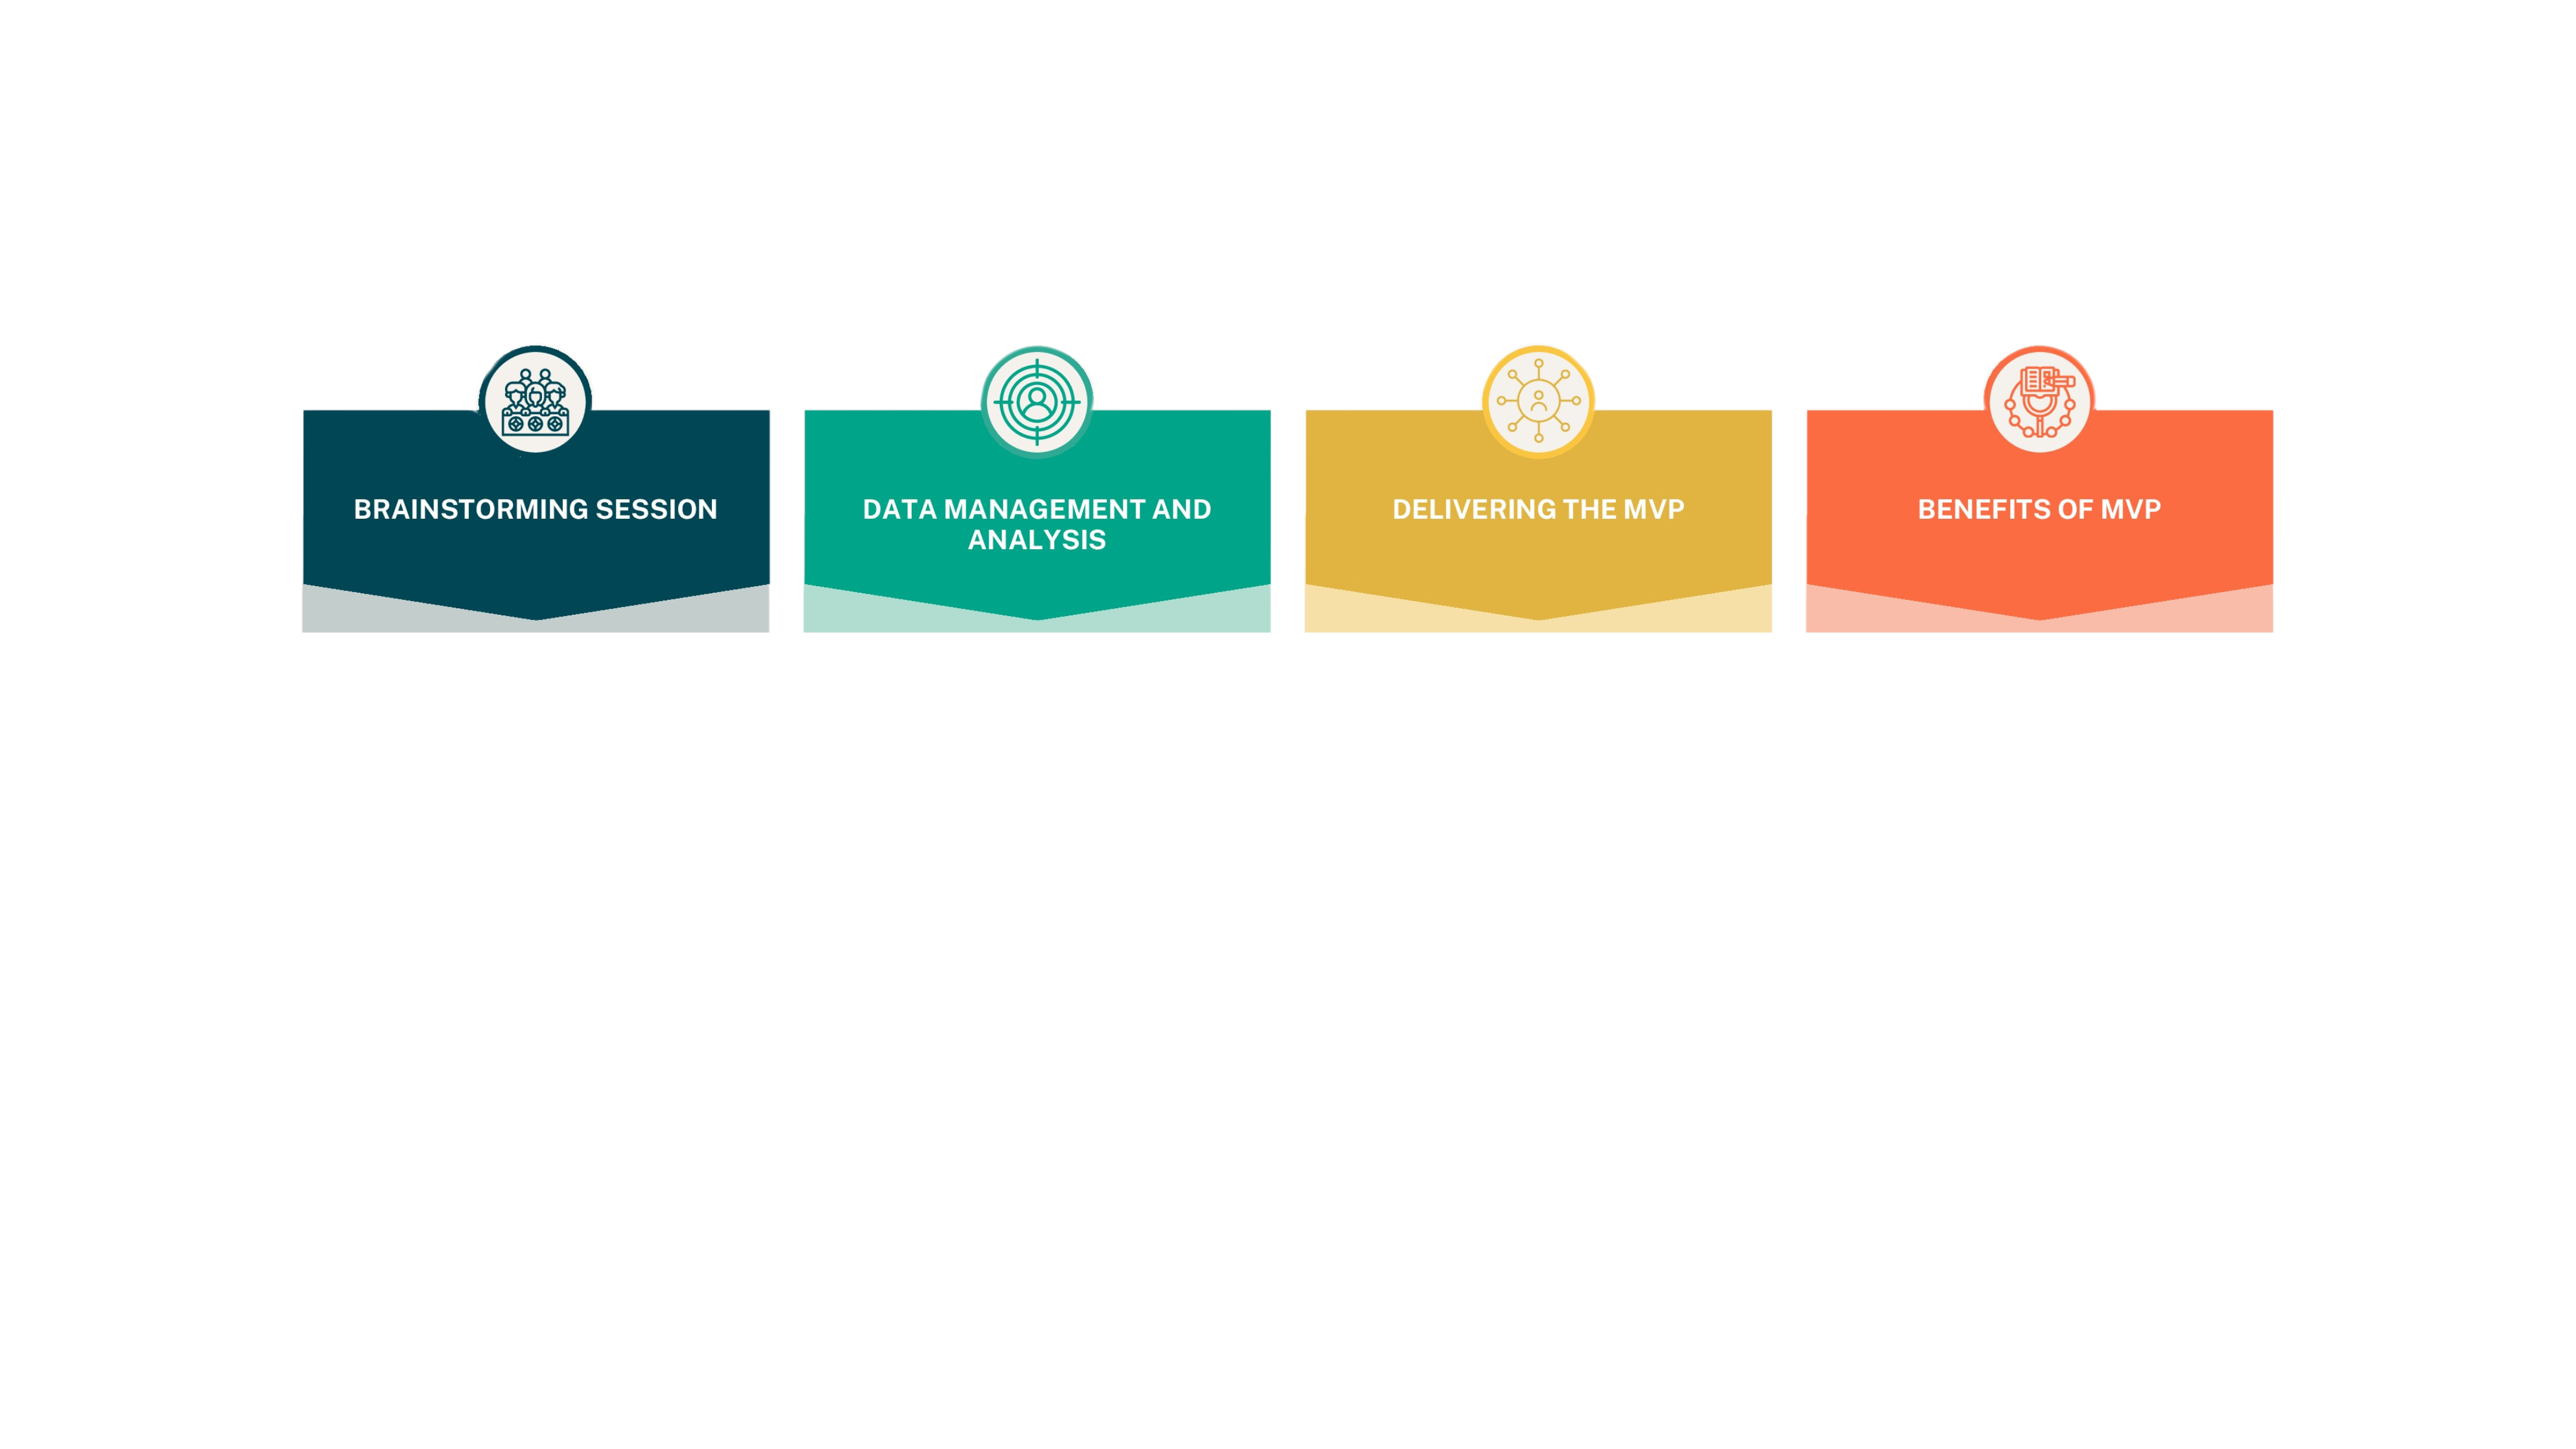 BRAINSTORMING SESSION
DATA MANAGEMENT AND
ANALYSIS
DELIVERING THE MVP
BENEFITS OF MVP